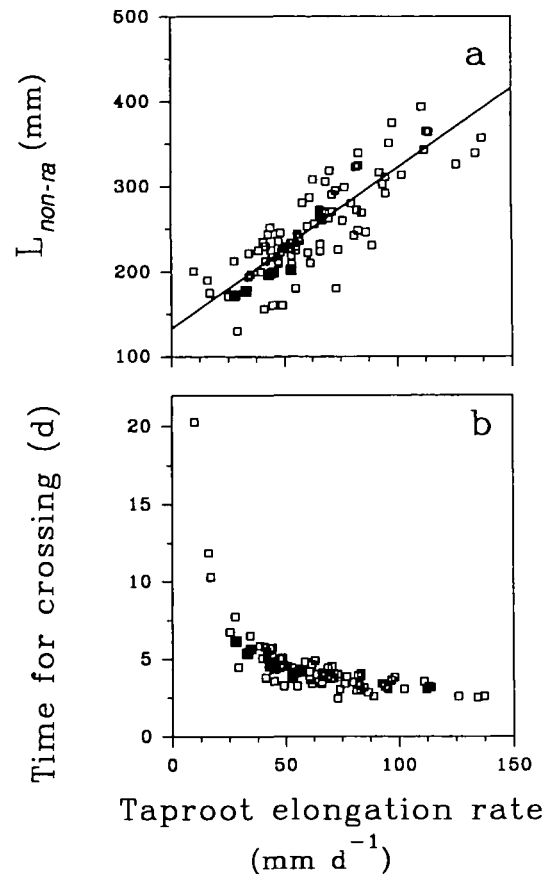 500
400
300
200
100
L non-ra (mm)
a
20
15
10
5
0
Time for crossing (d)
b
0 50 100 150
Taproot elongation rate
(mm d⁻¹)